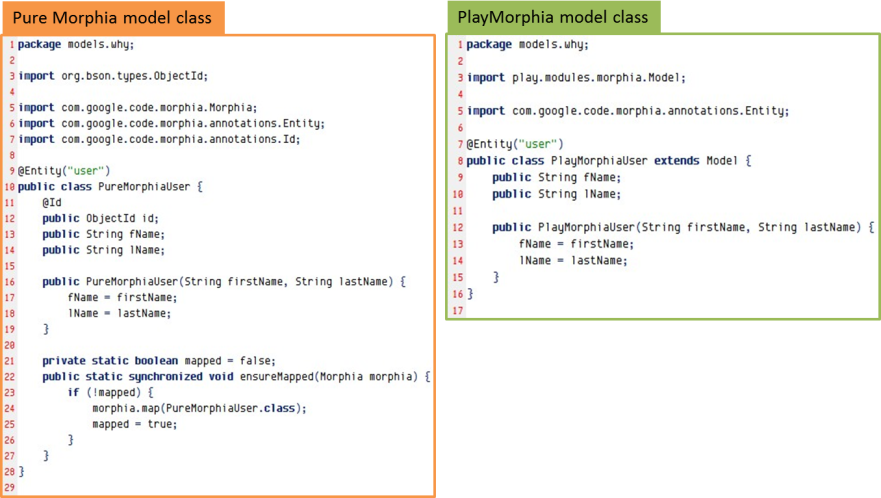 Pure Morphia model class
1 package models.why;
2
3 import org.bson.types.ObjectId;
4
5 import com.google.code.morphia.Morphia;
6 import com.google.code.morphia.annotations.Entity;
7 import com.google.code.morphia.annotations.Id;
8
9 @Entity("user")
10 public class PureMorphiaUser {
11     @Id
12     public ObjectId id;
13     public String fName;
14     public String lName;
15
16     public PureMorphiaUser(String firstName, String lastName) {
17         fName = firstName;
18         lName = lastName;
19     }
20
21     private static boolean mapped = false;
22     public static synchronized void ensureMapped(Morphia morphia) {
23         if (!mapped) {
24             morphia.map(PureMorphiaUser.class);
25             mapped = true;
26         }
27     }
28 }
29
PlayMorphia model class
1 package models.why;
2
3 import play.modules.morphia.Model;
4
5 import com.google.code.morphia.annotations.Entity;
6
7 @Entity("user")
8 public class PlayMorphiaUser extends Model {
9     public String fName;
10     public String lName;
11
12     public PlayMorphiaUser(String firstName, String lastName) {
13         fName = firstName;
14         lName = lastName;
15     }
16 }
17